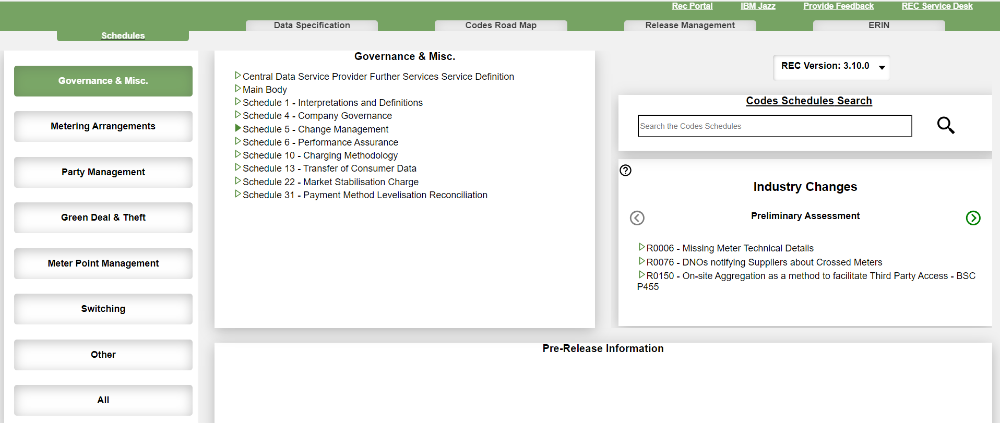 Rec Portal
IBM Jazz
Provide Feedback
REC Service Desk
Schedules
Data Specification
Codes Road Map
Release Management
ERIN
Governance & Misc.
Metering Arrangements
Party Management
Green Deal & Theft
Meter Point Management
Switching
Other
All
Governance & Misc.
Central Data Service Provider Further Services Service Definition
Main Body
Schedule 1 - Interpretations and Definitions
Schedule 4 - Company Governance
Schedule 5 - Change Management
Schedule 6 - Performance Assurance
Schedule 10 - Charging Methodology
Schedule 13 - Transfer of Consumer Data
Schedule 22 - Market Stabilisation Charge
Schedule 31 - Payment Method Levelisation Reconciliation
REC Version: 3.10.0
Codes Schedules Search
Search the Codes Schedules
Industry Changes
Preliminary Assessment
R0006 - Missing Meter Technical Details
R0076 - DNOs notifying Suppliers about Crossed Meters
R0150 - On-site Aggregation as a method to facilitate Third Party Access - BSC
P455
Pre-Release Information